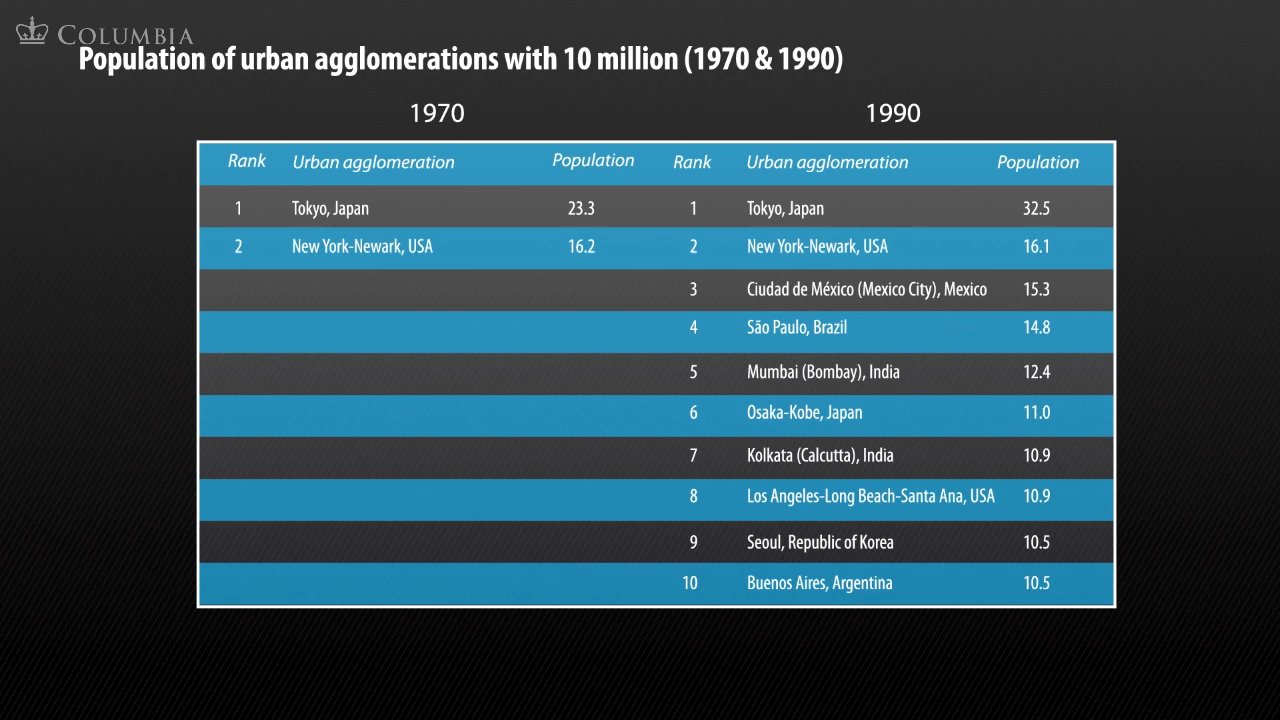 COLUMBIA
Population of urban agglomerations with 10 million (1970 & 1990)
1970 1990
Rank Urban agglomeration Population Rank Urban agglomeration Population
1 Tokyo, Japan 23.3 1 Tokyo, Japan 32.5
2 New York-Newark, USA 16.2 2 New York-Newark, USA 16.1
3 Ciudad de México (Mexico City), Mexico 15.3
4 São Paulo, Brazil 14.8
5 Mumbai (Bombay), India 12.4
6 Osaka-Kobe, Japan 11.0
7 Kolkata (Calcutta), India 10.9
8 Los Angeles-Long Beach-Santa Ana, USA 10.9
9 Seoul, Republic of Korea 10.5
10 Buenos Aires, Argentina 10.5